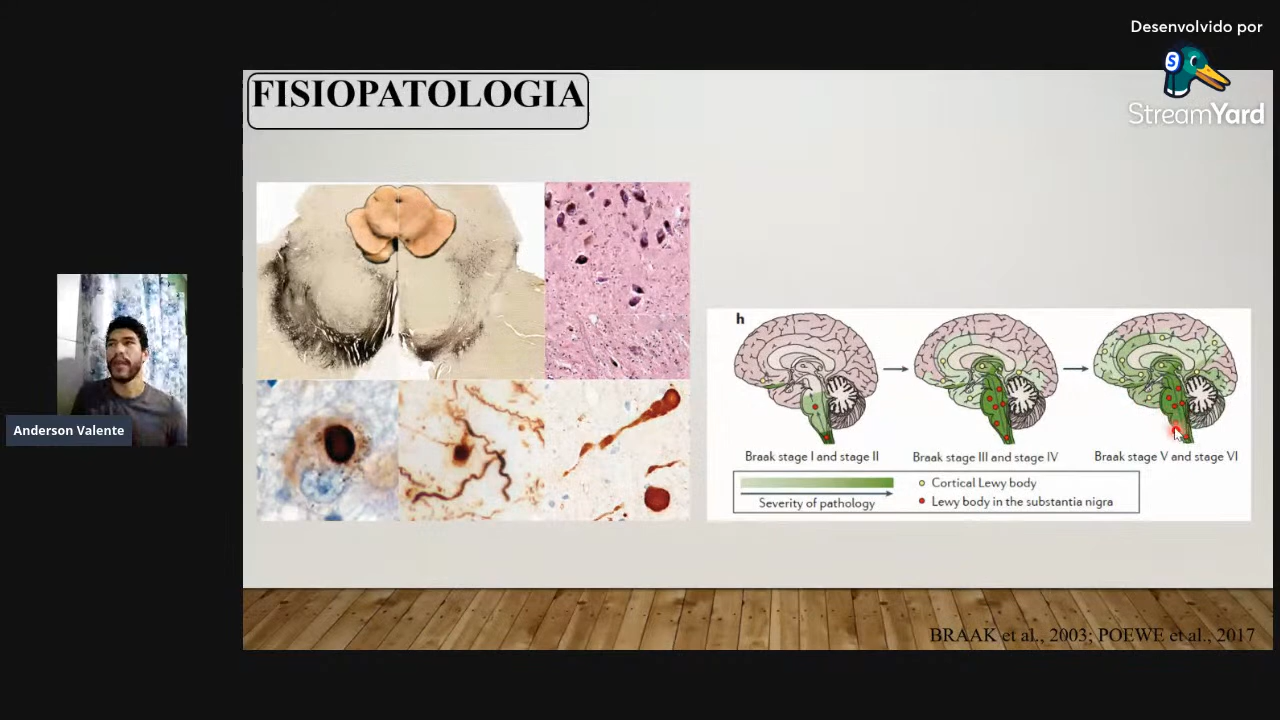 Desenvolvido por
S
StreamYard
FISIOPATOLOGIA
h
Braak stage I and stage II
Braak stage III and stage IV
Braak stage V and stage VI
Severity of pathology
Cortical Lewy body
Lewy body in the substantia nigra
Anderson Valente
BRAAK et al., 2003; POEWE et al., 2017